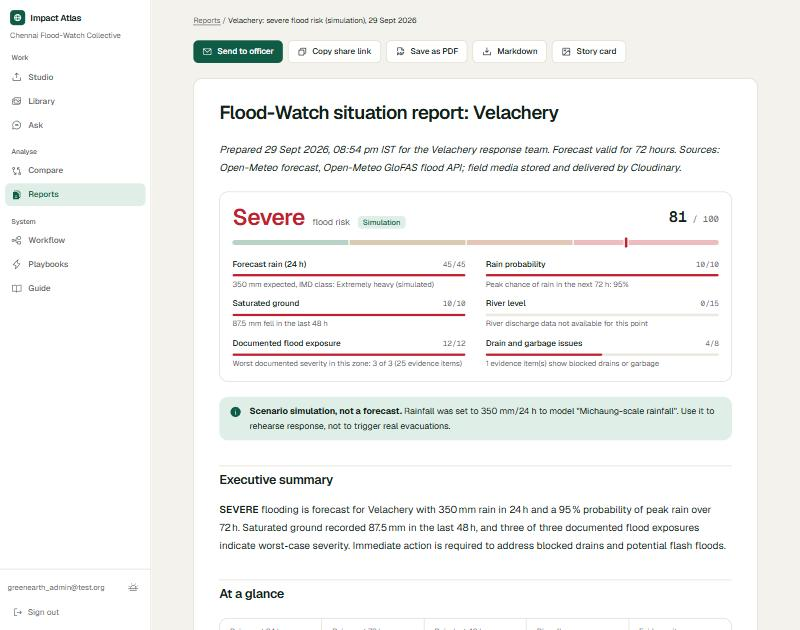 Impact Atlas
Chennai Flood-Watch Collective
Work
Studio
Library
Ask
Analyse
Compare
Reports
System
Workflow
Playbooks
Guide
greenearth_admin@test.org
Sign out
Reports / Velachery: severe flood risk (simulation), 29 Sept 2026
Send to officer
Copy share link
Save as PDF
Markdown
Story card
Flood-Watch situation report: Velachery
Prepared 29 Sept 2026, 08:54 pm IST for the Velachery response team. Forecast valid for 72 hours. Sources:
Open-Meteo forecast, Open-Meteo GloFAS flood API; field media stored and delivered by Cloudinary.
Severe flood risk Simulation 81 / 100
Forecast rain (24 h) 45/45
350 mm expected, IMD class: Extremely heavy (simulated)
Rain probability 10/10
Peak chance of rain in the next 72 h: 95%
Saturated ground 10/10
87.5 mm fell in the last 48 h
River level 0/15
River discharge data not available for this point
Documented flood exposure 12/12
Worst documented severity in this zone: 3 of 3 (25 evidence items)
Drain and garbage issues 4/8
1 evidence item(s) show blocked drains or garbage
Scenario simulation, not a forecast. Rainfall was set to 350 mm/24 h to model "Michaung-scale rainfall". Use it to
rehearse response, not to trigger real evacuations.
Executive summary
SEVERE flooding is forecast for Velachery with 350 mm rain in 24 h and a 95 % probability of peak rain over
72 h. Saturated ground recorded 87.5 mm in the last 48 h, and three of three documented flood exposures
indicate worst-case severity. Immediate action is required to address blocked drains and potential flash floods.
At a glance